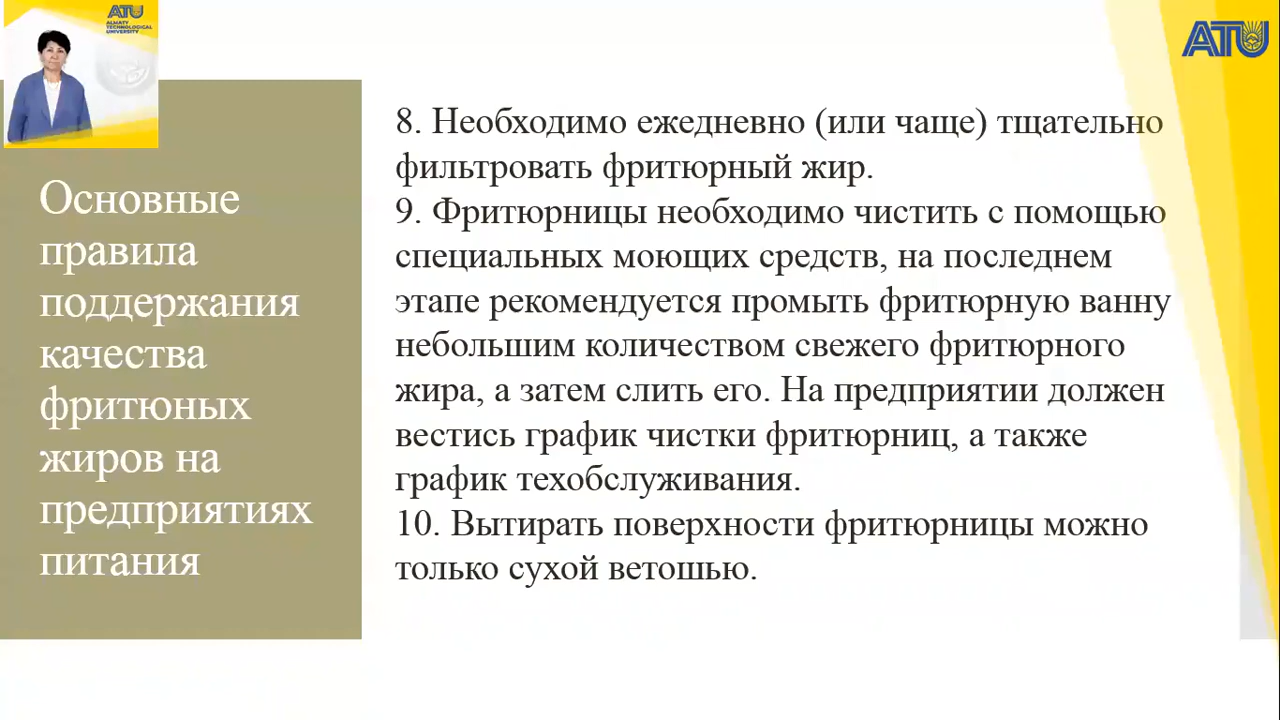 ATU
ALMATY
TECHNOLOGICAL
UNIVERSITY
ATU
Основные
правила
поддержания
качества
фритюных
жиров на
предприятиях
питания
8. Необходимо ежедневно (или чаще) тщательно
фильтровать фритюрный жир.
9. Фритюрницы необходимо чистить с помощью
специальных моющих средств, на последнем
этапе рекомендуется промыть фритюрную ванну
небольшим количеством свежего фритюрного
жира, а затем слить его. На предприятии должен
вестись график чистки фритюрниц, а также
график техобслуживания.
10. Вытирать поверхности фритюрницы можно
только сухой ветошью.